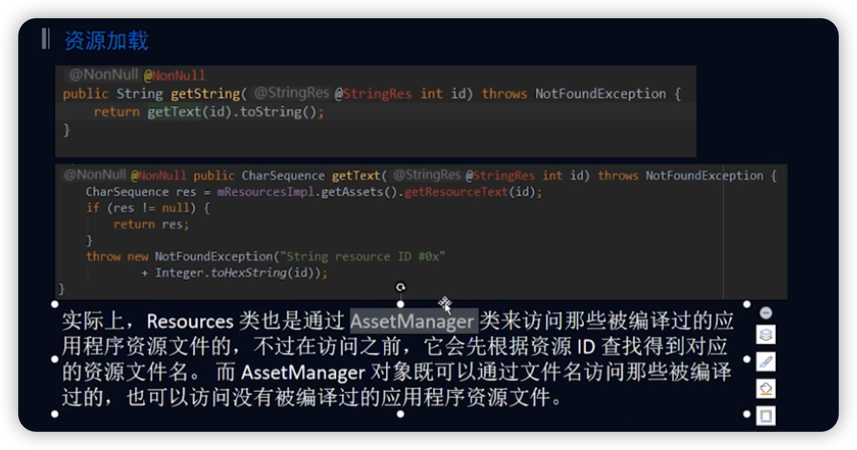 资源加载
@NonNull @NonNull
public String getString( @StringRes @StringRes int id) throws NotFoundException {
return getText(id).toString();
}
@NonNull @NonNull public CharSequence getText( @StringRes @StringRes int id) throws NotFoundException {
CharSequence res = mResourcesImpl.getAssets().getResourceText(id);
if (res != null) {
return res;
}
throw new NotFoundException("String resource ID #0x"
+ Integer.toHexString(id));
}
实际上，Resources 类也是通过 AssetManager 类来访问那些被编译过的应
用程序资源文件的，不过在访问之前，它会先根据资源 ID 查找得到对应
的资源文件名。 而 AssetManager 对象既可以通过文件名访问那些被编译
过的，也可以访问没有被编译过的应用程序资源文件。